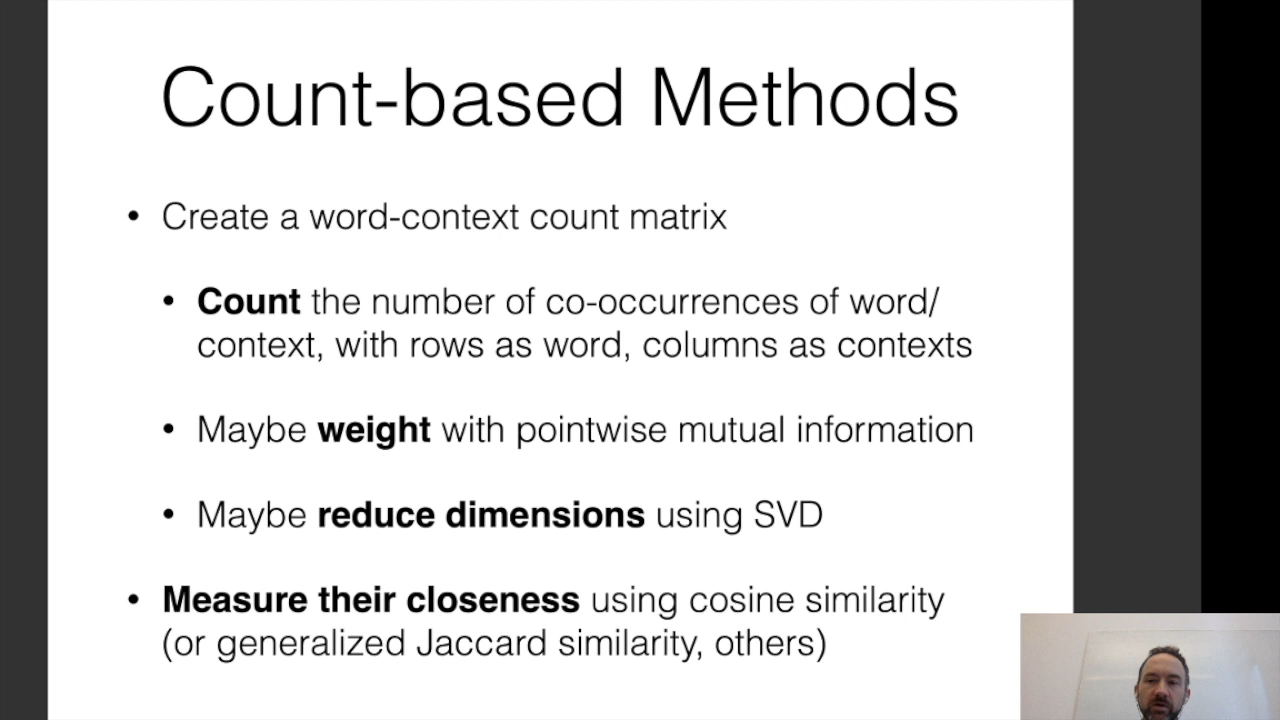 Count-based Methods
• Create a word-context count matrix
• Count the number of co-occurrences of word/
context, with rows as word, columns as contexts
• Maybe weight with pointwise mutual information
• Maybe reduce dimensions using SVD
• Measure their closeness using cosine similarity
(or generalized Jaccard similarity, others)